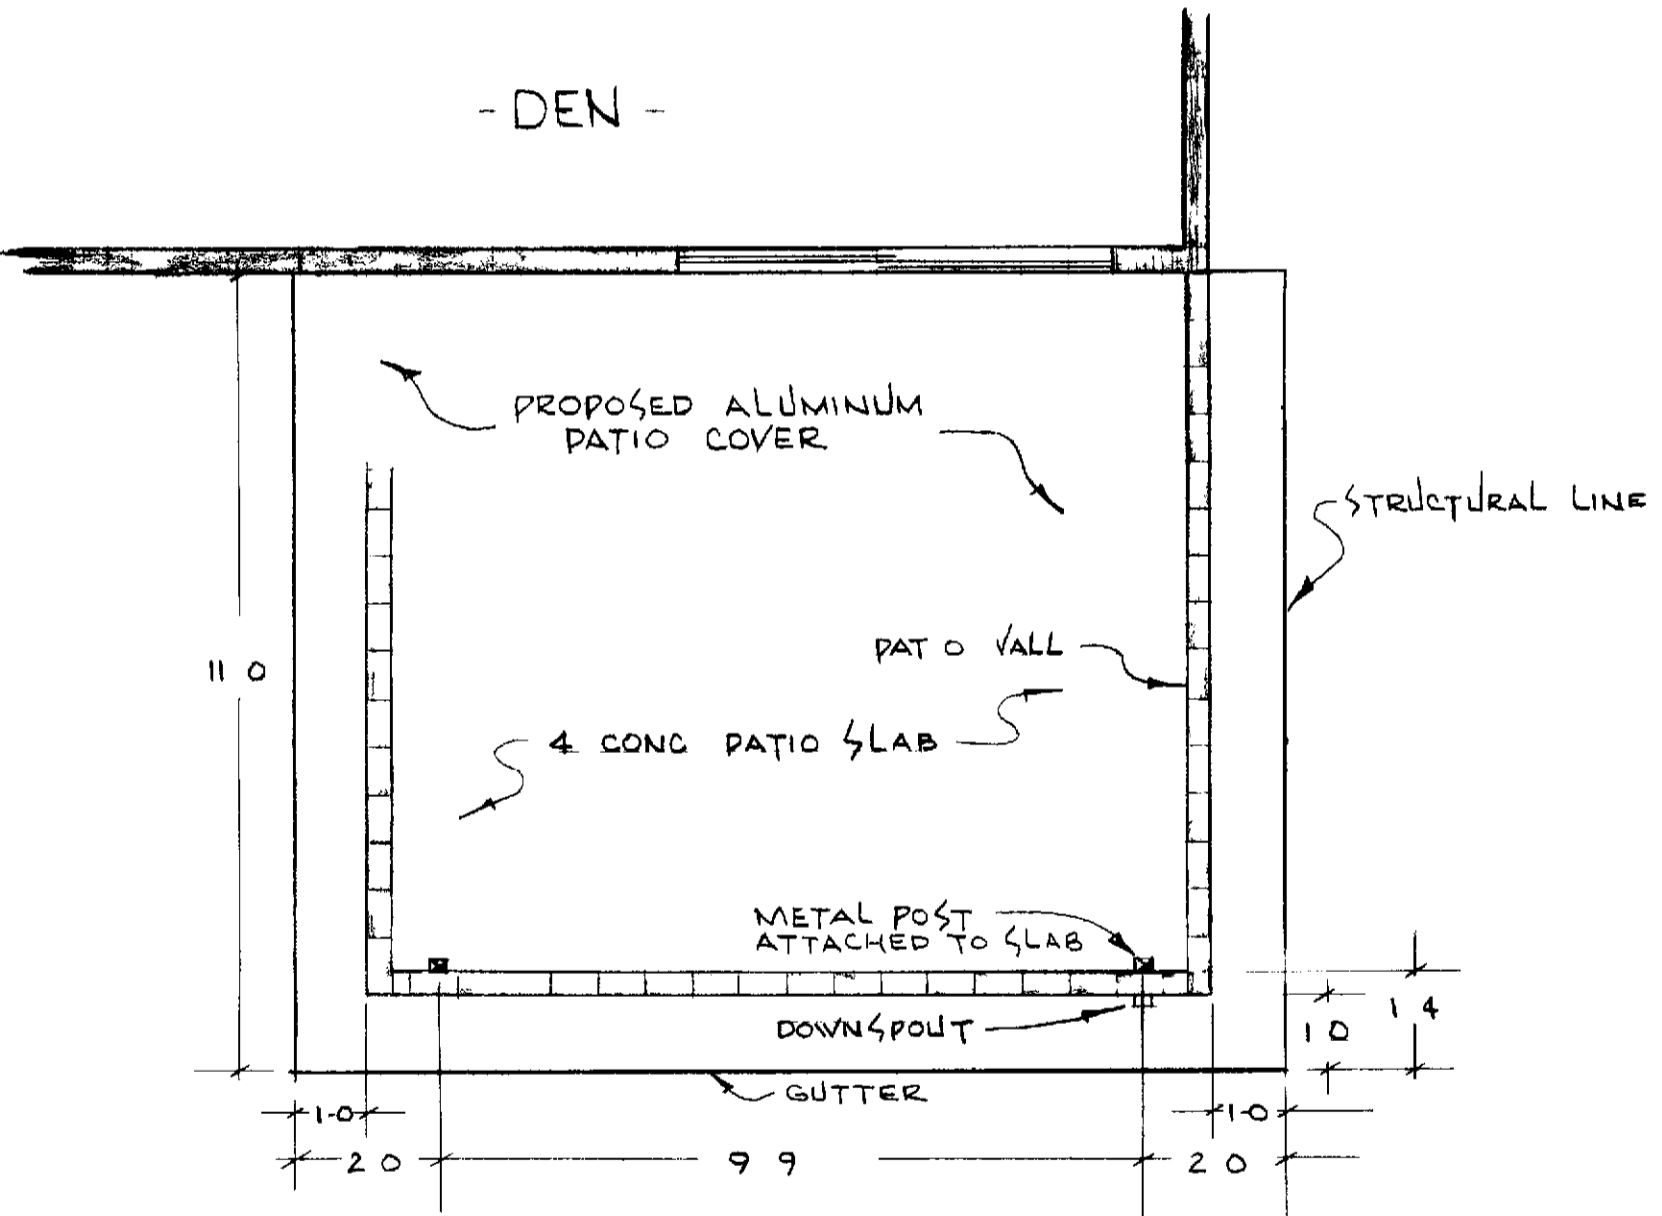 - DEN -
PROPOSED ALUMINUM
PATIO COVER
STRUCTURAL LINE
PAT O WALL
11 0
4 CONC PATIO SLAB
METAL POST
ATTACHED TO SLAB
1 4
DOWNSPOUT
1 0
GUTTER
1-0
1-0
2 0
9 9
2 0